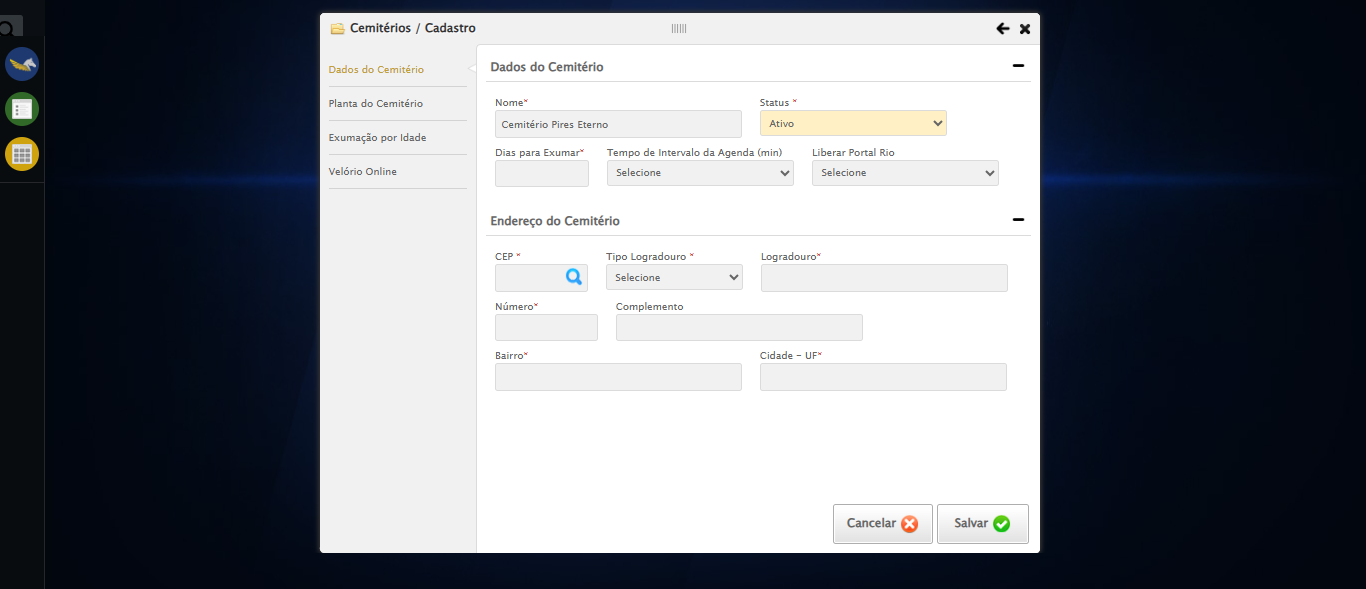 Cemitérios / Cadastro
Dados do Cemitério
Planta do Cemitério
Exumação por Idade
Velório Online
Dados do Cemitério
Nome* Status *
Cemitério Pires Eterno Ativo
Dias para Exumar* Tempo de Intervalo da Agenda (min) Liberar Portal Rio
Selecione Selecione
Endereço do Cemitério
CEP * Tipo Logradouro * Logradouro*
Selecione
Número* Complemento
Bairro* Cidade - UF*
Cancelar Salvar